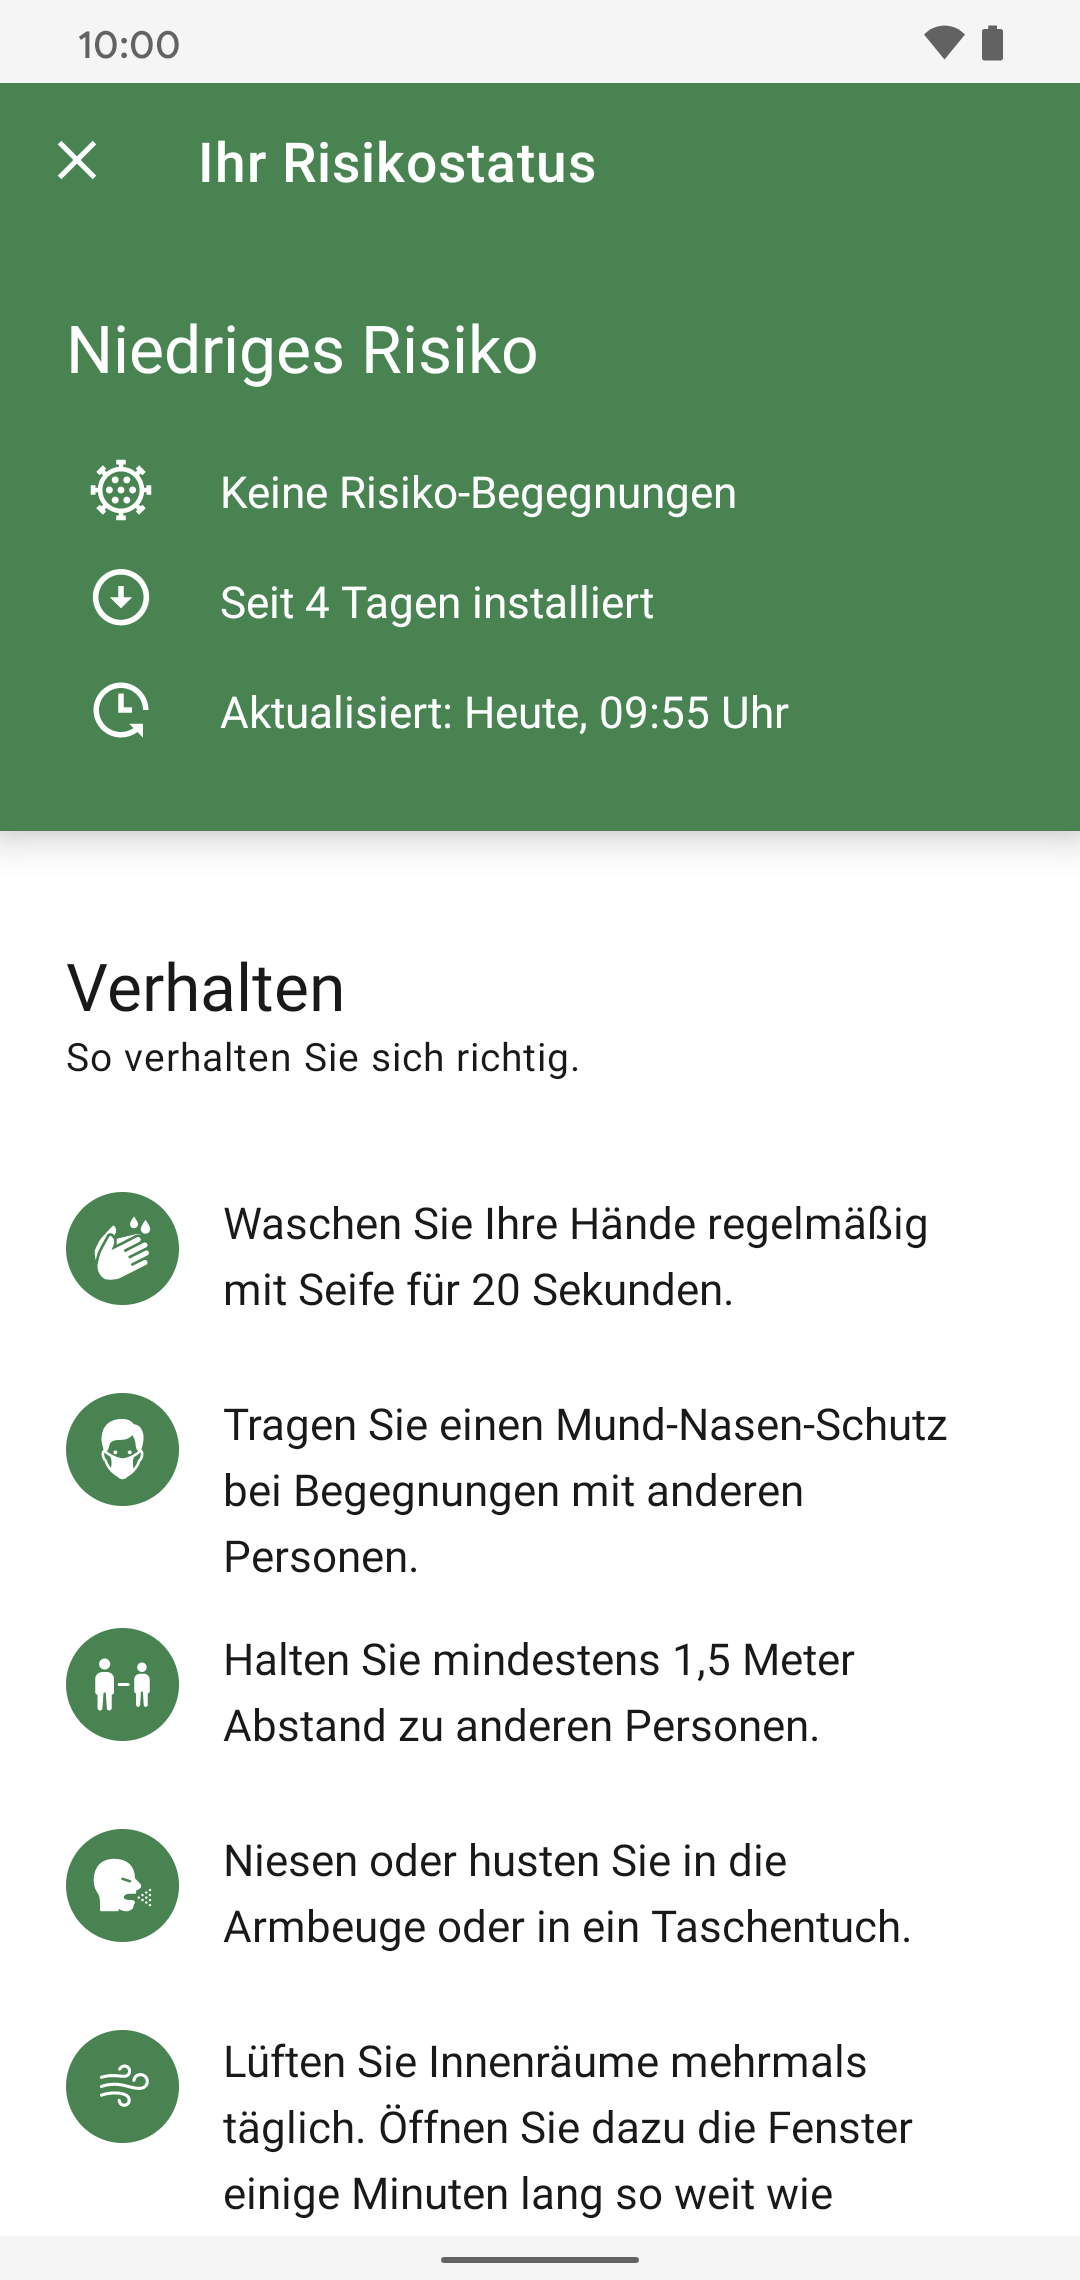 10:00
Ihr Risikostatus
Niedriges Risiko
Keine Risiko-Begegnungen
Seit 4 Tagen installiert
Aktualisiert: Heute, 09:55 Uhr
Verhalten
So verhalten Sie sich richtig.
Waschen Sie Ihre Hände regelmäßig
mit Seife für 20 Sekunden.
Tragen Sie einen Mund-Nasen-Schutz
bei Begegnungen mit anderen
Personen.
Halten Sie mindestens 1,5 Meter
Abstand zu anderen Personen.
Niesen oder husten Sie in die
Armbeuge oder in ein Taschentuch.
Lüften Sie Innenräume mehrmals
täglich. Öffnen Sie dazu die Fenster
einige Minuten lang so weit wie